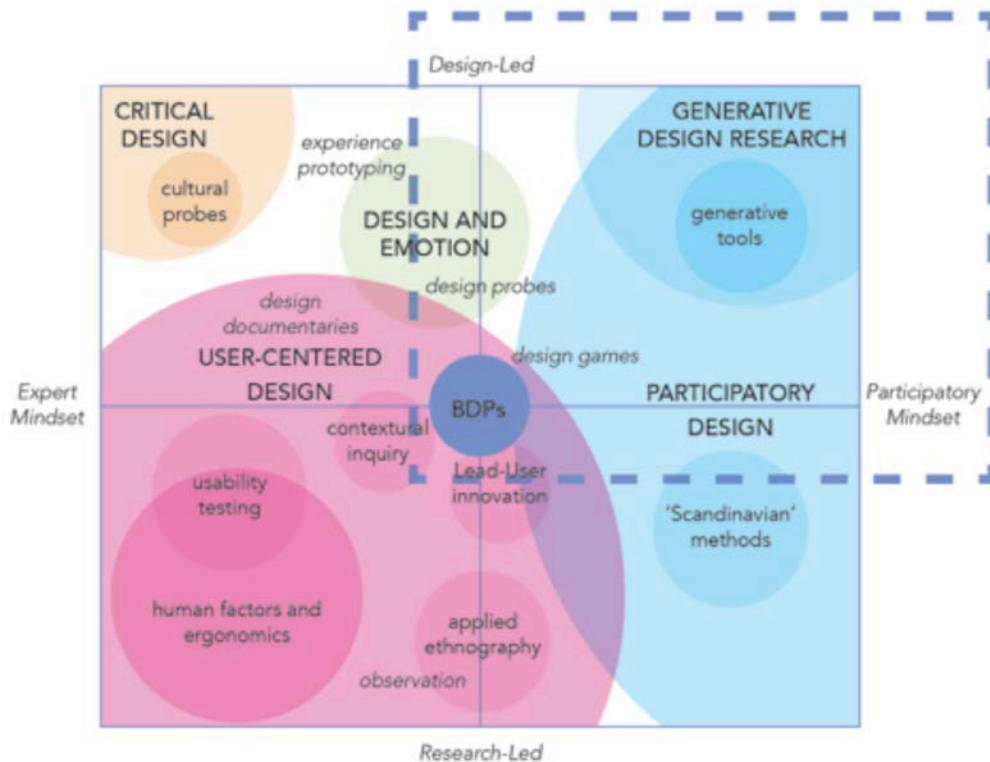 Design-Led
CRITICAL
DESIGN
cultural
probes
experience
prototyping
DESIGN AND
EMOTION
design probes
GENERATIVE
DESIGN RESEARCH
generative
tools
design
documentaries
USER-CENTERED
DESIGN
design games
Expert
Mindset
BDPs
PARTICIPATORY
DESIGN
Participatory
Mindset
contextural
inquiry
usability
testing
Lead-User
innovation
'Scandinavian'
methods
human factors and
ergonomics
applied
ethnography
observation
Research-Led